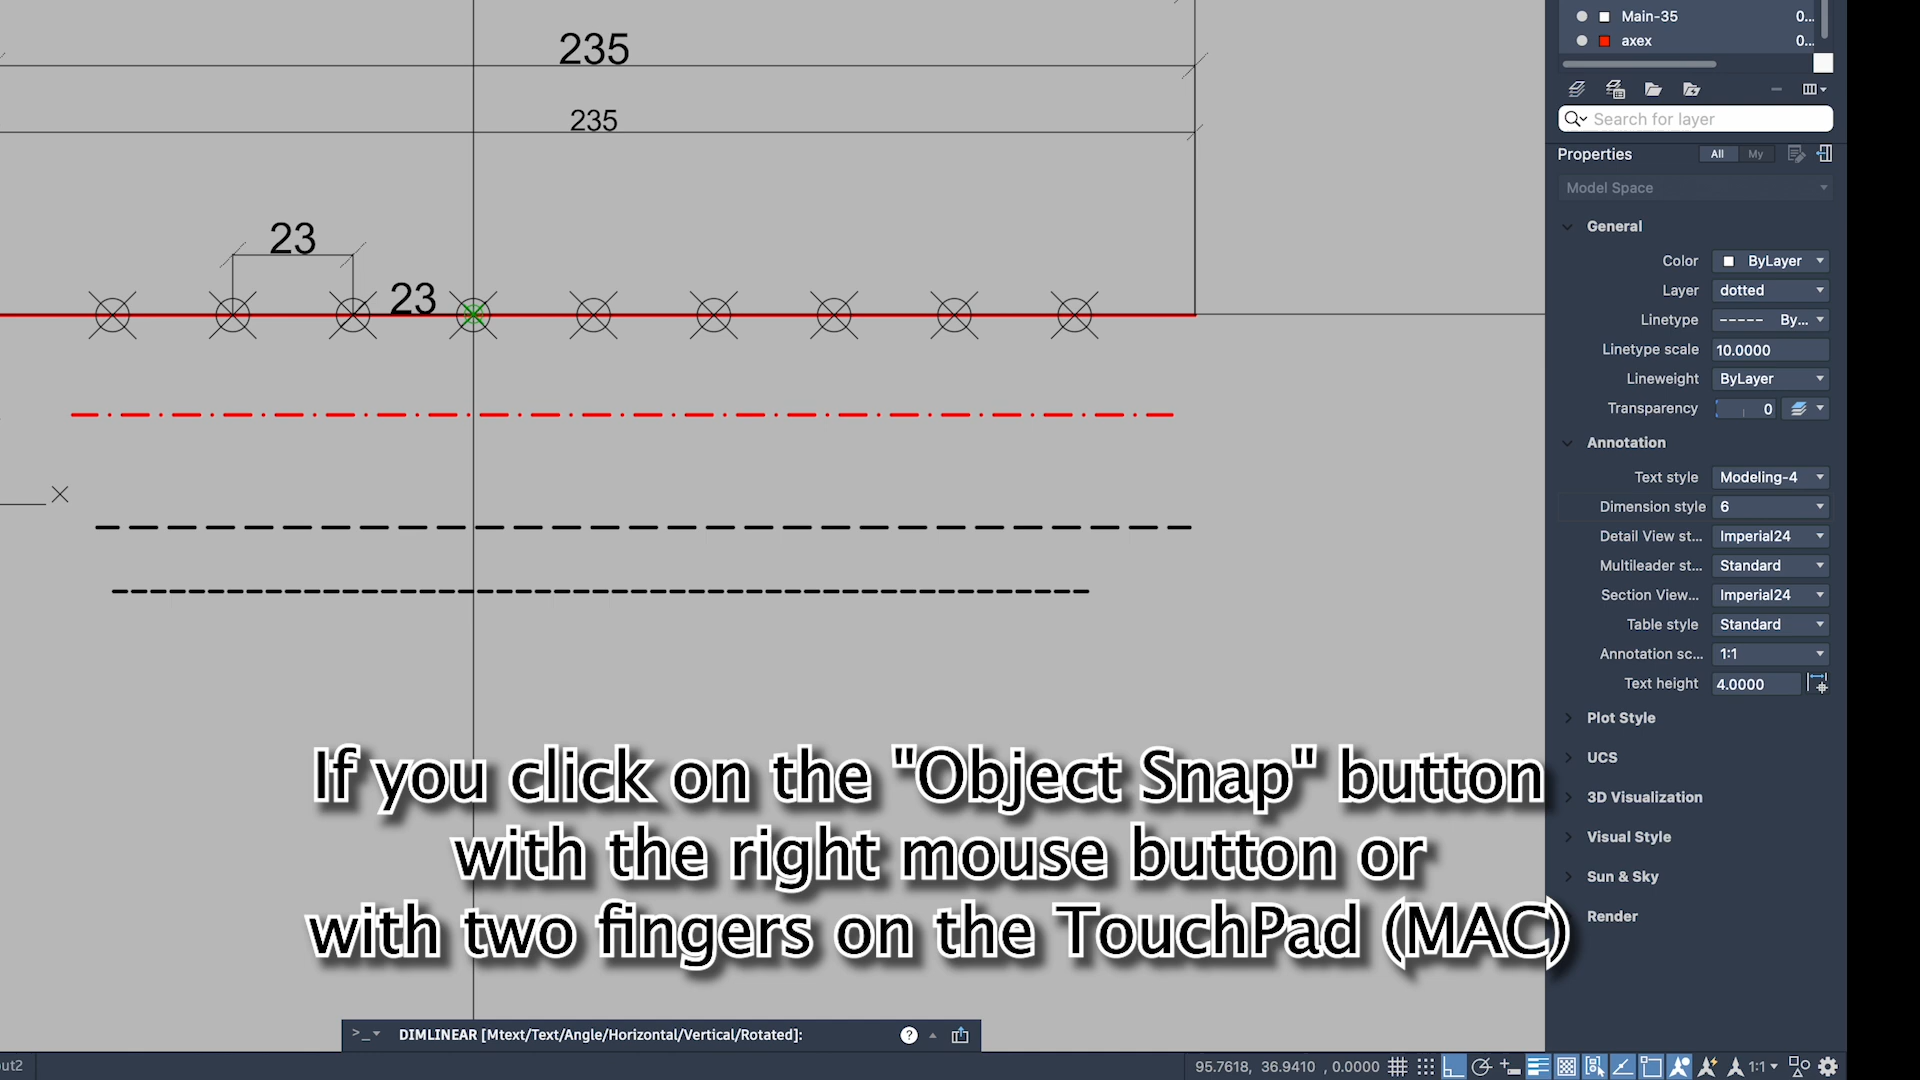 Main-35 0...
axex 0...
Search for layer
Properties All My
Model Space
General
Color ByLayer
Layer dotted
Linetype By...
Linetype scale 10.0000
Lineweight ByLayer
Transparency 0
Annotation
Text style Modeling-4
Dimension style 6
Detail View st... Imperial24
Multileader st... Standard
Section View... Imperial24
Table style Standard
Annotation sc... 1:1
Text height 4.0000
Plot Style
UCS
3D Visualization
Visual Style
Sun & Sky
Render
235
235
23
23
If you click on the "Object Snap" button
with the right mouse button or
with two fingers on the TouchPad (MAC)
>_ DIMLINEAR [Mtext/Text/Angle/Horizontal/Vertical/Rotated]: ?
out2
95.7618, 36.9410 , 0.0000 1:1